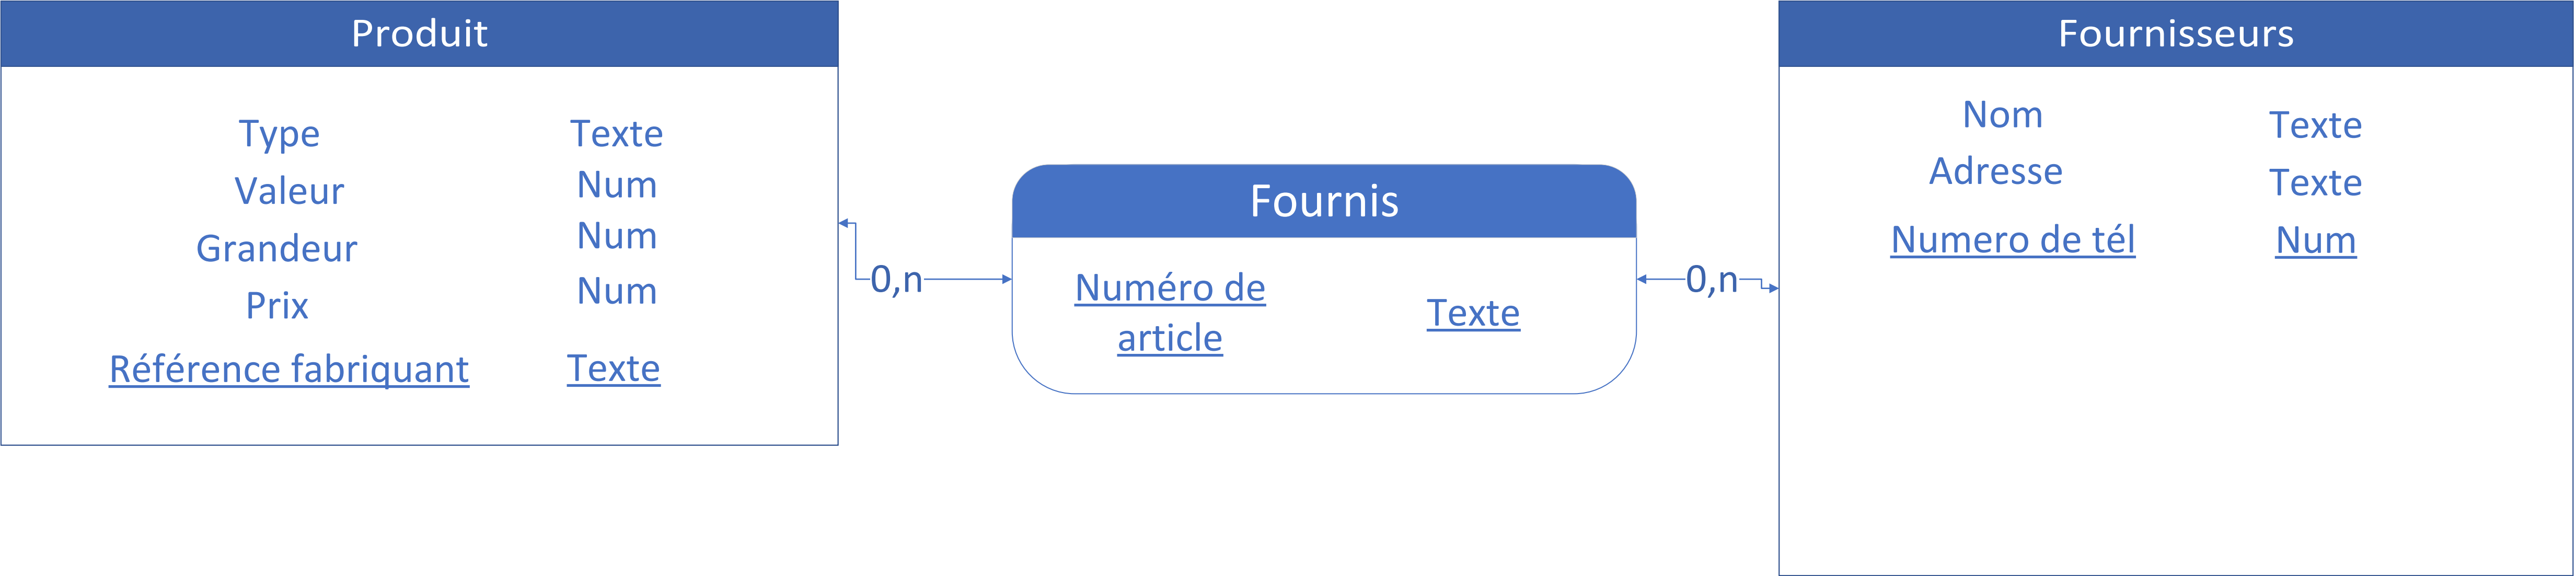 Produit
Type Texte
Valeur Num
Grandeur Num
Prix Num
Référence fabriquant Texte
0,n
Fournis
Numéro de
article
Texte
0,n
Fournisseurs
Nom Texte
Adresse Texte
Numero de tél Num